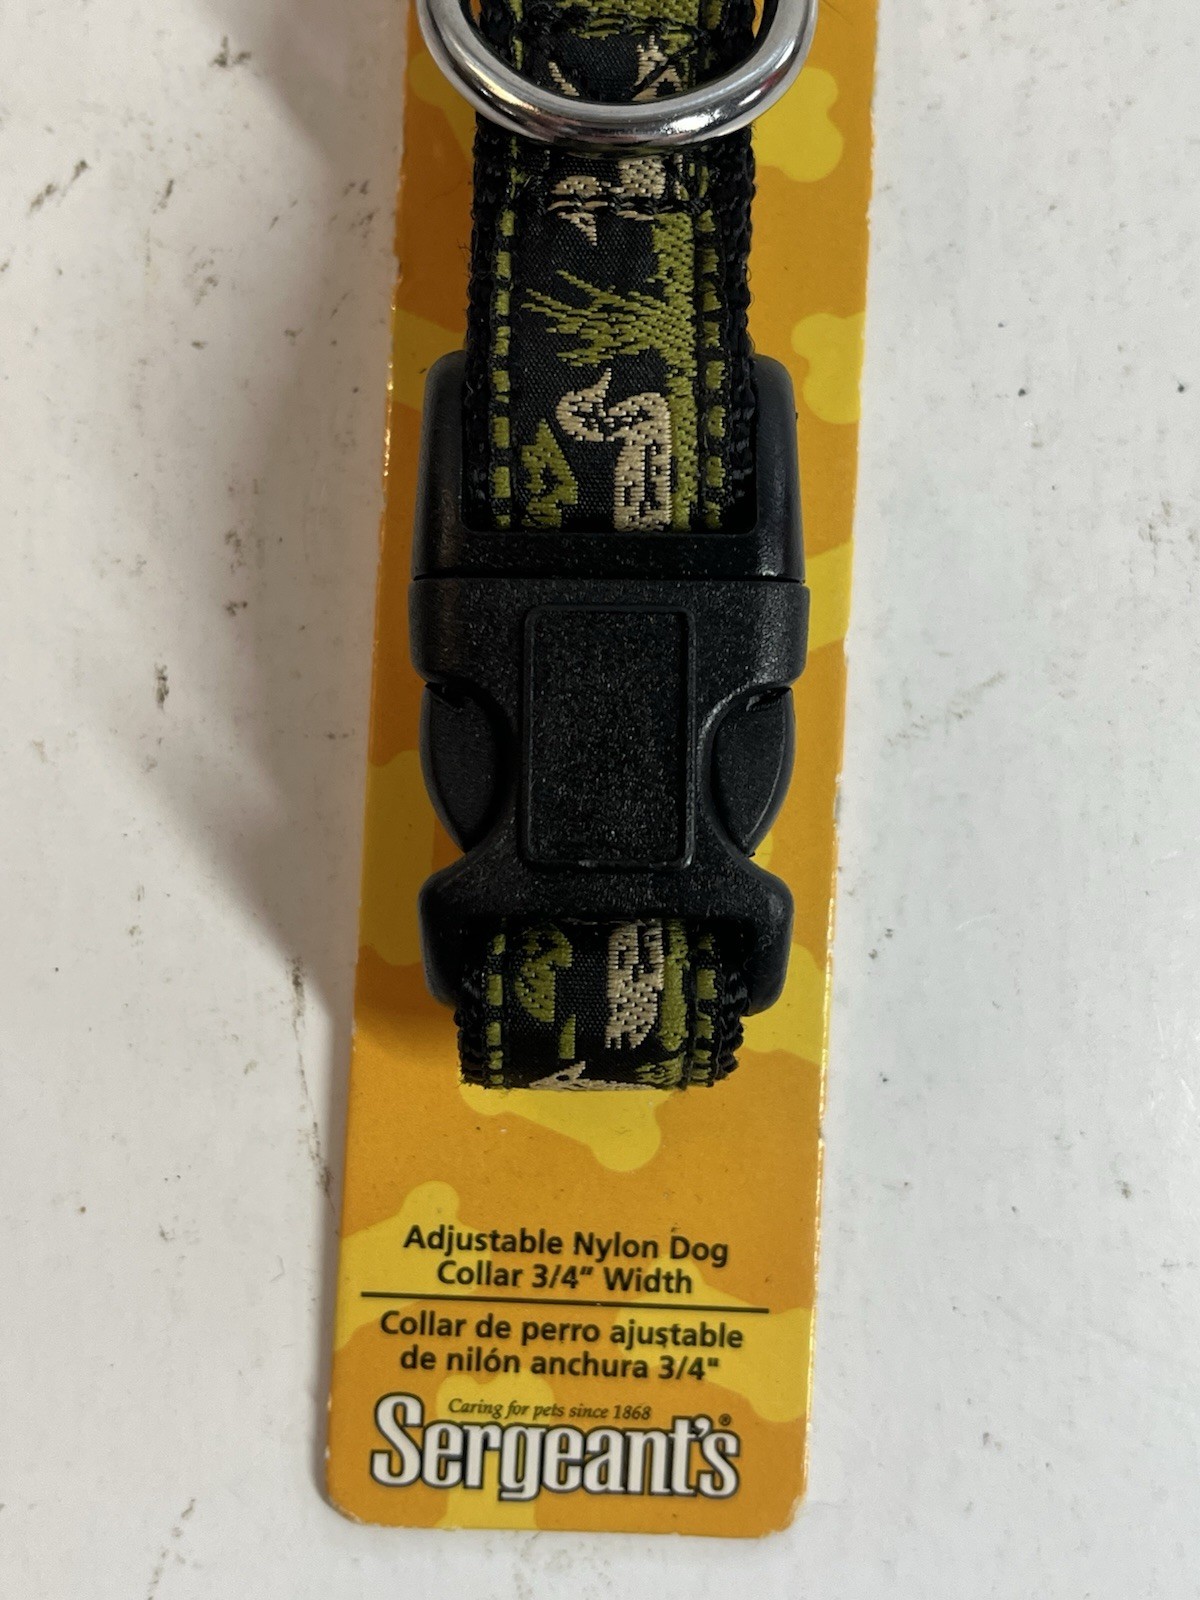 Adjustable Nylon Dog
Collar 3/4" Width
Collar de perro ajustable
de nilón anchura 3/4"
Caring for pets since 1868
Sergeant's®